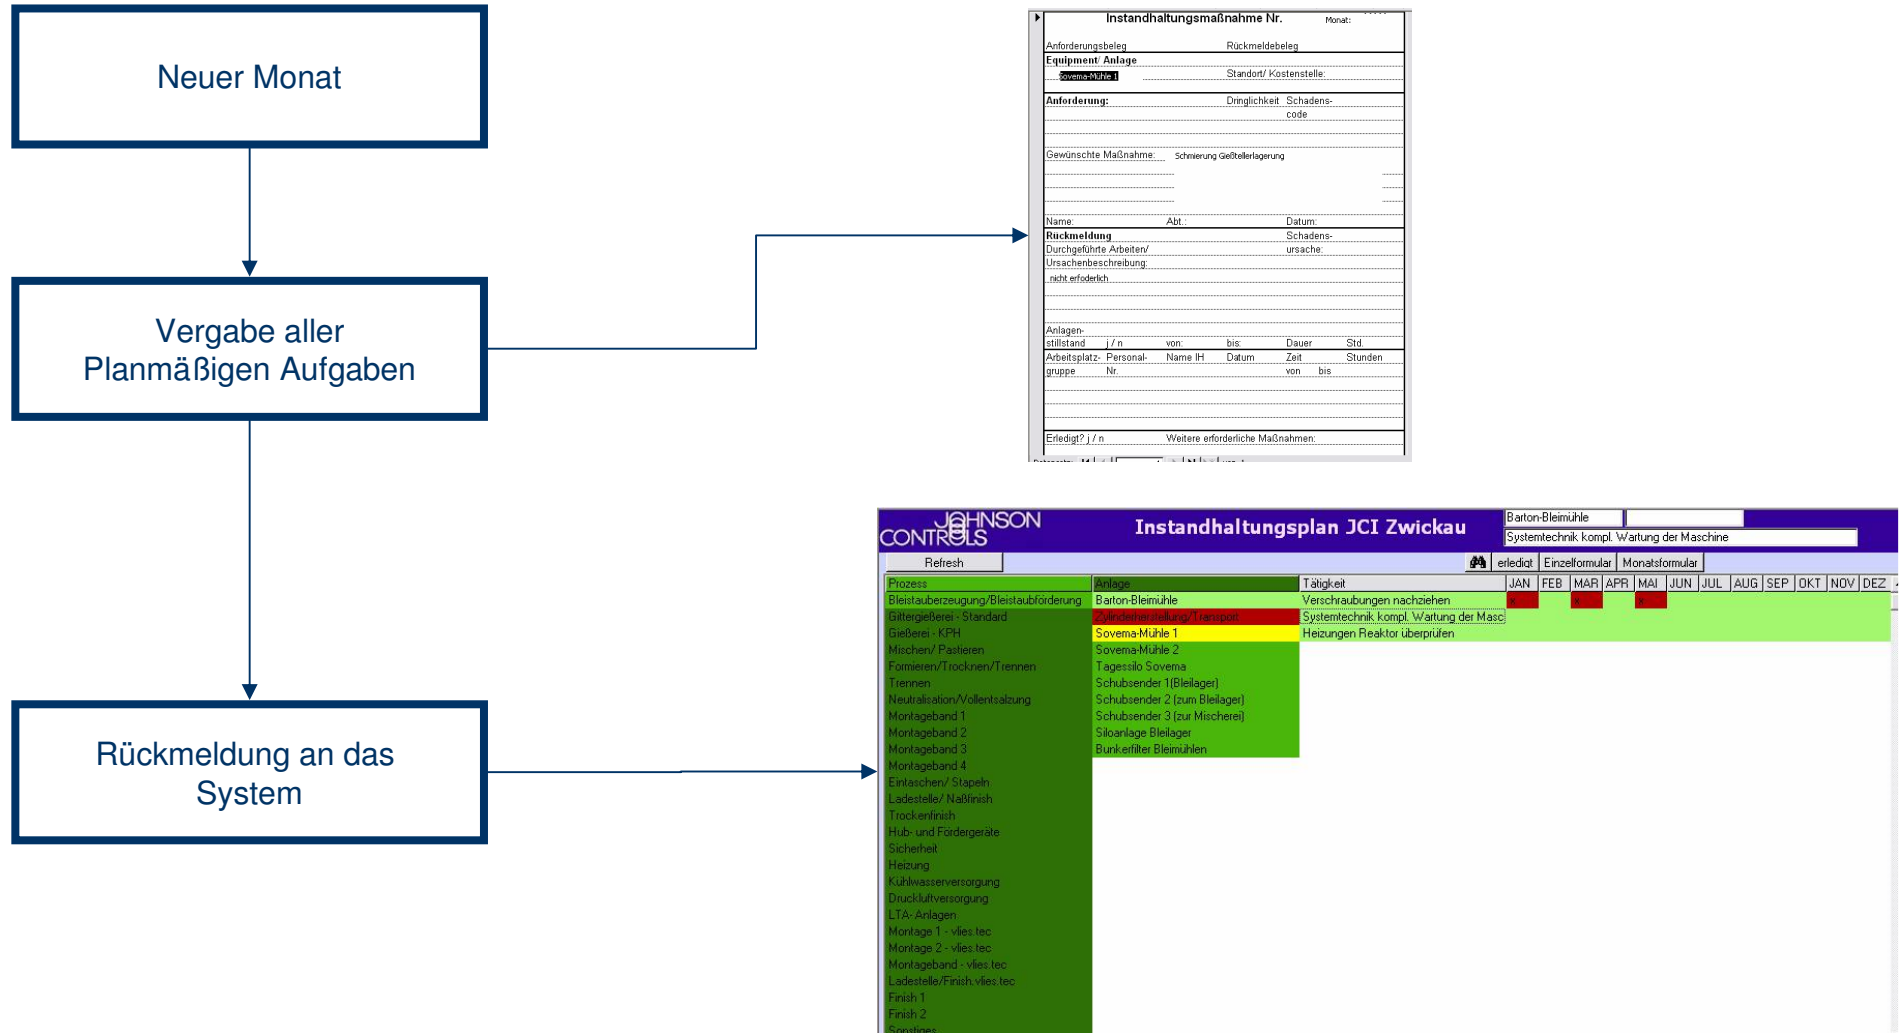 Neuer Monat
Vergabe aller
Planmäßigen Aufgaben
Rückmeldung an das
System
Instandhaltungsmaßnahme Nr. Monat:
Anforderungsbeleg Rückmeldebeleg
Equipment/ Anlage
Sovema-Mühle 1 Standort/ Kostenstelle:
Anforderung: Dringlichkeit Schadens-
code
Gewünschte Maßnahme: Schmierung Gießtellerlagerung
Name: Abt.: Datum:
Rückmeldung Schadens-
Durchgeführte Arbeiten/ ursache:
Ursachenbeschreibung:
nicht erfoderlich
Anlagen-
stillstand j / n von: bis: Dauer Std.
Arbeitsplatz- Personal- Name IH Datum Zeit Stunden
gruppe Nr. von bis
Erledigt? j / n Weitere erforderliche Maßnahmen:
JOHNSON
CONTROLS
Instandhaltungsplan JCI Zwickau
Barton-Bleimühle
Systemtechnik kompl. Wartung der Maschine
Refresh erledigt Einzelformular Monatsformular
Prozess Anlage Tätigkeit JAN FEB MAR APR MAI JUN JUL AUG SEP OKT NOV DEZ
Bleistauberzeugung/Bleistaubförderung Barton-Bleimühle Verschraubungen nachziehen x x x
Gittergießerei - Standard Zylinderherstellung/Transport Systemtechnik kompl. Wartung der Masc
Gießerei - KPH Sovema-Mühle 1 Heizungen Reaktor überprüfen
Mischen/ Pastieren Sovema-Mühle 2
Formieren/Trocknen/Trennen Tagessilo Sovema
Trennen Schubsender 1(Bleilager)
Neutralisation/Vollentsalzung Schubsender 2 (zum Bleilager)
Montageband 1 Schubsender 3 (zur Mischerei)
Montageband 2 Siloanlage Bleilager
Montageband 3 Bunkerfilter Bleimühlen
Montageband 4
Eintaschen/ Stapeln
Ladestelle/ Naßfinish
Trockenfinish
Hub- und Fördergeräte
Sicherheit
Heizung
Kühlwasserversorgung
Druckluftversorgung
LTA- Anlagen
Montage 1 - vlies.tec
Montage 2 - vlies.tec
Montageband - vlies.tec
Ladestelle/Finish.vlies.tec
Finish 1
Finish 2
Sonstiges